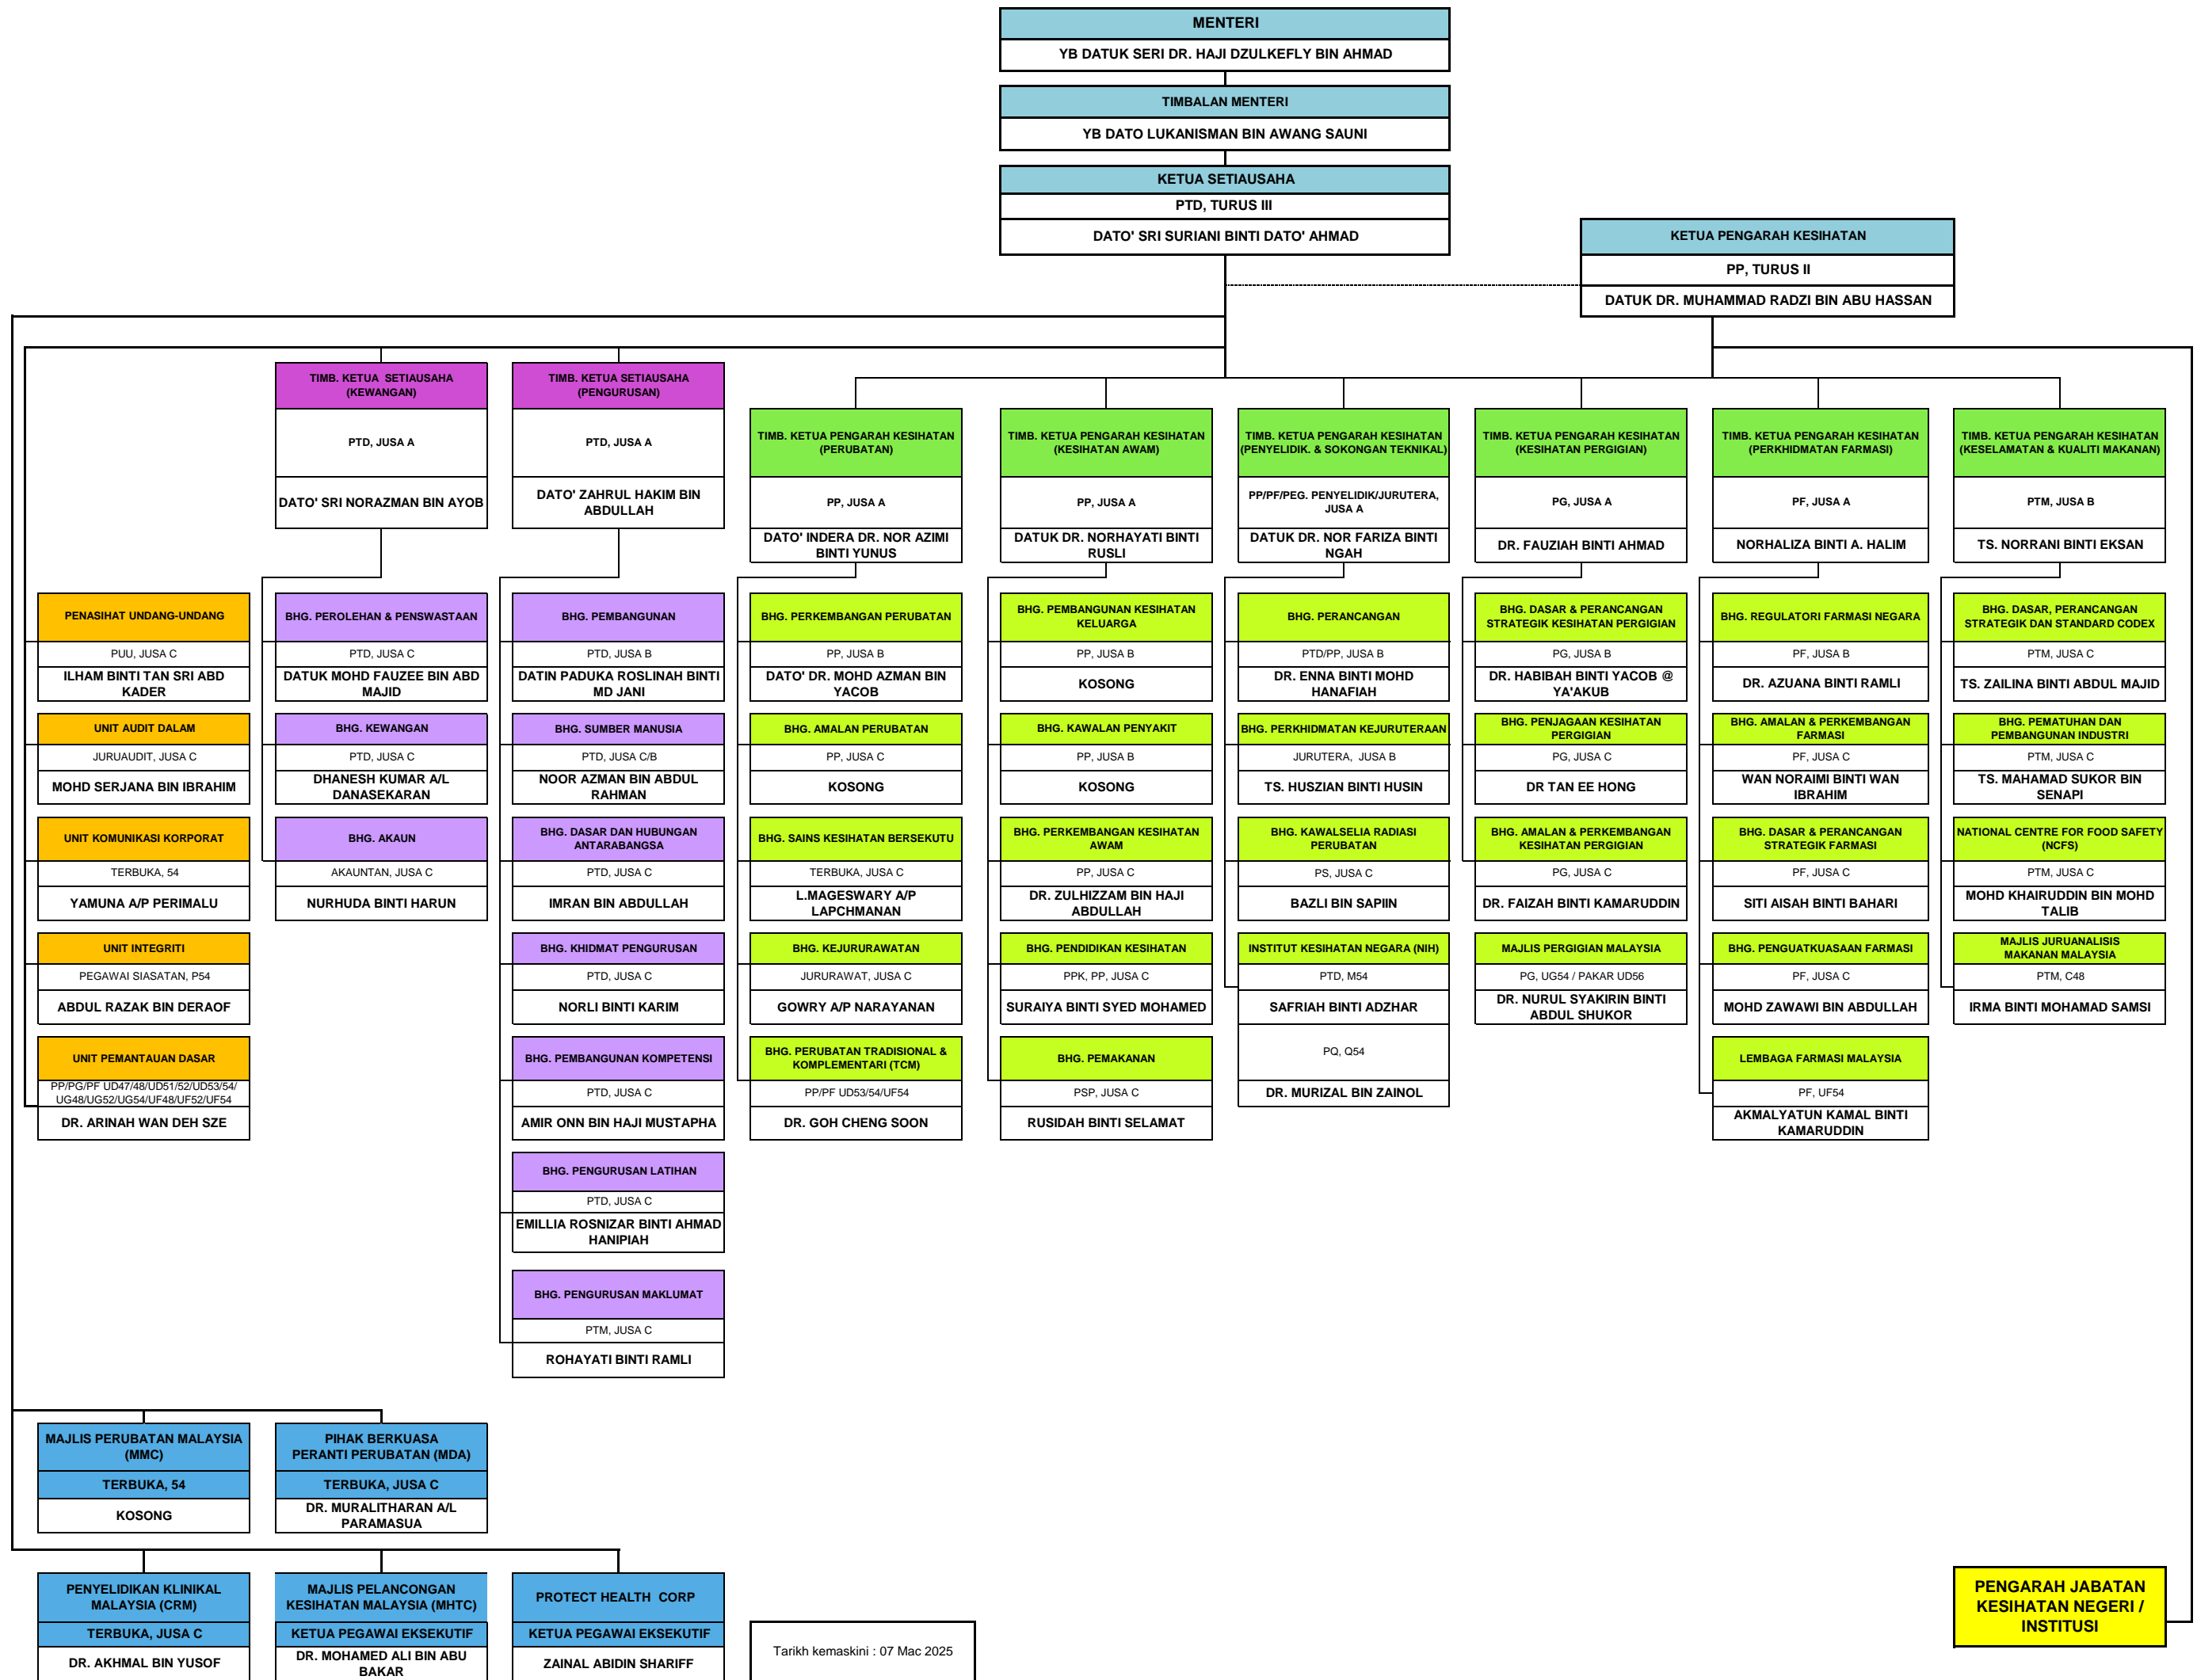 MENTERI
YB DATUK SERI DR. HAJI DZULKEFLY BIN AHMAD
TIMBALAN MENTERI
YB DATO LUKANISMAN BIN AWANG SAUNI
KETUA SETIAUSAHA
PTD, TURUS III
DATO' SRI SURIANI BINTI DATO' AHMAD
KETUA PENGARAH KESIHATAN
PP, TURUS II
DATUK DR. MUHAMMAD RADZI BIN ABU HASSAN
TIMB. KETUA SETIAUSAHA
(KEWANGAN)
PTD, JUSA A
DATO' SRI NORAZMAN BIN AYOB
TIMB. KETUA SETIAUSAHA
(PENGURUSAN)
PTD, JUSA A
DATO' ZAHRUL HAKIM BIN
ABDULLAH
TIMB. KETUA PENGARAH KESIHATAN
(PERUBATAN)
PP, JUSA A
DATO' INDERA DR. NOR AZIMI
BINTI YUNUS
TIMB. KETUA PENGARAH KESIHATAN
(KESIHATAN AWAM)
PP, JUSA A
DATUK DR. NORHAYATI BINTI
RUSLI
TIMB. KETUA PENGARAH KESIHATAN
(PENYELIDIK. & SOKONGAN TEKNIKAL)
PP/PF/PEG. PENYELIDIK/JURUTERA,
JUSA A
DATUK DR. NOR FARIZA BINTI
NGAH
TIMB. KETUA PENGARAH KESIHATAN
(KESIHATAN PERGIGIAN)
PG, JUSA A
DR. FAUZIAH BINTI AHMAD
TIMB. KETUA PENGARAH KESIHATAN
(PERKHIDMATAN FARMASI)
PF, JUSA A
NORHALIZA BINTI A. HALIM
TIMB. KETUA PENGARAH KESIHATAN
(KESELAMATAN & KUALITI MAKANAN)
PTM, JUSA B
TS. NORRANI BINTI EKSAN
PENASIHAT UNDANG-UNDANG
PUU, JUSA C
ILHAM BINTI TAN SRI ABD
KADER
UNIT AUDIT DALAM
JURUAUDIT, JUSA C
MOHD SERJANA BIN IBRAHIM
UNIT KOMUNIKASI KORPORAT
TERBUKA, 54
YAMUNA A/P PERIMALU
UNIT INTEGRITI
PEGAWAI SIASATAN, P54
ABDUL RAZAK BIN DERAOF
UNIT PEMANTAUAN DASAR
PP/PG/PF UD47/48/UD51/52/UD53/54/
UG48/UG52/UG54/UF48/UF52/UF54
DR. ARINAH WAN DEH SZE
BHG. PEROLEHAN & PENSWASTAAN
PTD, JUSA C
DATUK MOHD FAUZEE BIN ABD
MAJID
BHG. KEWANGAN
PTD, JUSA C
DHANESH KUMAR A/L
DANASEKARAN
BHG. AKAUN
AKAUNTAN, JUSA C
NURHUDA BINTI HARUN
BHG. PEMBANGUNAN
PTD, JUSA B
DATIN PADUKA ROSLINAH BINTI
MD JANI
BHG. SUMBER MANUSIA
PTD, JUSA C/B
NOOR AZMAN BIN ABDUL
RAHMAN
BHG. DASAR DAN HUBUNGAN
ANTARABANGSA
PTD, JUSA C
IMRAN BIN ABDULLAH
BHG. KHIDMAT PENGURUSAN
PTD, JUSA C
NORLI BINTI KARIM
BHG. PEMBANGUNAN KOMPETENSI
PTD, JUSA C
AMIR ONN BIN HAJI MUSTAPHA
BHG. PENGURUSAN LATIHAN
PTD, JUSA C
EMILLIA ROSNIZAR BINTI AHMAD
HANIPIAH
BHG. PENGURUSAN MAKLUMAT
PTM, JUSA C
ROHAYATI BINTI RAMLI
BHG. PERKEMBANGAN PERUBATAN
PP, JUSA B
DATO' DR. MOHD AZMAN BIN
YACOB
BHG. AMALAN PERUBATAN
PP, JUSA C
KOSONG
BHG. SAINS KESIHATAN BERSEKUTU
TERBUKA, JUSA C
L.MAGESWARY A/P
LAPCHMANAN
BHG. KEJURURAWATAN
JURURAWAT, JUSA C
GOWRY A/P NARAYANAN
BHG. PERUBATAN TRADISIONAL &
KOMPLEMENTARI (TCM)
PP/PF UD53/54/UF54
DR. GOH CHENG SOON
BHG. PEMBANGUNAN KESIHATAN
KELUARGA
PP, JUSA B
KOSONG
BHG. KAWALAN PENYAKIT
PP, JUSA B
KOSONG
BHG. PERKEMBANGAN KESIHATAN
AWAM
PP, JUSA C
DR. ZULHIZZAM BIN HAJI
ABDULLAH
BHG. PENDIDIKAN KESIHATAN
PPK, PP, JUSA C
SURAIYA BINTI SYED MOHAMED
BHG. PEMAKANAN
PSP, JUSA C
RUSIDAH BINTI SELAMAT
BHG. PERANCANGAN
PTD/PP, JUSA B
DR. ENNA BINTI MOHD
HANAFIAH
BHG. PERKHIDMATAN KEJURUTERAAN
JURUTERA, JUSA B
TS. HUSZIAN BINTI HUSIN
BHG. KAWALSELIA RADIASI
PERUBATAN
PS, JUSA C
BAZLI BIN SAPIIN
INSTITUT KESIHATAN NEGARA (NIH)
PTD, M54
SAFRIAH BINTI ADZHAR
PQ, Q54
DR. MURIZAL BIN ZAINOL
BHG. DASAR & PERANCANGAN
STRATEGIK KESIHATAN PERGIGIAN
PG, JUSA B
DR. HABIBAH BINTI YACOB @
YA'AKUB
BHG. PENJAGAAN KESIHATAN
PERGIGIAN
PG, JUSA C
DR TAN EE HONG
BHG. AMALAN & PERKEMBANGAN
KESIHATAN PERGIGIAN
PG, JUSA C
DR. FAIZAH BINTI KAMARUDDIN
MAJLIS PERGIGIAN MALAYSIA
PG, UG54 / PAKAR UD56
DR. NURUL SYAKIRIN BINTI
ABDUL SHUKOR
BHG. REGULATORI FARMASI NEGARA
PF, JUSA B
DR. AZUANA BINTI RAMLI
BHG. AMALAN & PERKEMBANGAN
FARMASI
PF, JUSA C
WAN NORAIMI BINTI WAN
IBRAHIM
BHG. DASAR & PERANCANGAN
STRATEGIK FARMASI
PF, JUSA C
SITI AISAH BINTI BAHARI
BHG. PENGUATKUASAAN FARMASI
PF, JUSA C
MOHD ZAWAWI BIN ABDULLAH
LEMBAGA FARMASI MALAYSIA
PF, UF54
AKMALYATUN KAMAL BINTI
KAMARUDDIN
BHG. DASAR, PERANCANGAN
STRATEGIK DAN STANDARD CODEX
PTM, JUSA C
TS. ZAILINA BINTI ABDUL MAJID
BHG. PEMATUHAN DAN
PEMBANGUNAN INDUSTRI
PTM, JUSA C
TS. MAHAMAD SUKOR BIN
SENAPI
NATIONAL CENTRE FOR FOOD SAFETY
(NCFS)
PTM, JUSA C
MOHD KHAIRUDDIN BIN MOHD
TALIB
MAJLIS JURUANALISIS
MAKANAN MALAYSIA
PTM, C48
IRMA BINTI MOHAMAD SAMSI
MAJLIS PERUBATAN MALAYSIA
(MMC)
TERBUKA, 54
KOSONG
PIHAK BERKUASA
PERANTI PERUBATAN (MDA)
TERBUKA, JUSA C
DR. MURALITHARAN A/L
PARAMASUA
PENYELIDIKAN KLINIKAL
MALAYSIA (CRM)
TERBUKA, JUSA C
DR. AKHMAL BIN YUSOF
MAJLIS PELANCONGAN
KESIHATAN MALAYSIA (MHTC)
KETUA PEGAWAI EKSEKUTIF
DR. MOHAMED ALI BIN ABU
BAKAR
PROTECT HEALTH CORP
KETUA PEGAWAI EKSEKUTIF
ZAINAL ABIDIN SHARIFF
Tarikh kemaskini : 07 Mac 2025
PENGARAH JABATAN
KESIHATAN NEGERI /
INSTITUSI